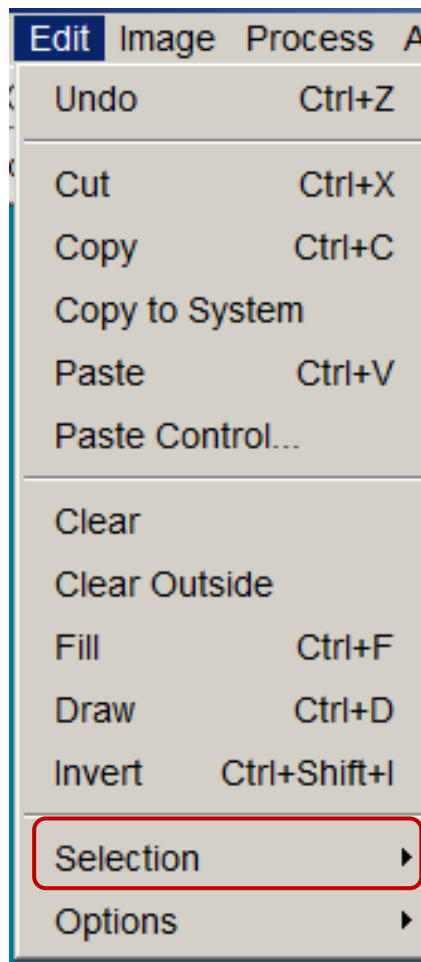 Edit Image Process A
Undo Ctrl+Z
Cut Ctrl+X
Copy Ctrl+C
Copy to System
Paste Ctrl+V
Paste Control...
Clear
Clear Outside
Fill Ctrl+F
Draw Ctrl+D
Invert Ctrl+Shift+I
Selection
Options